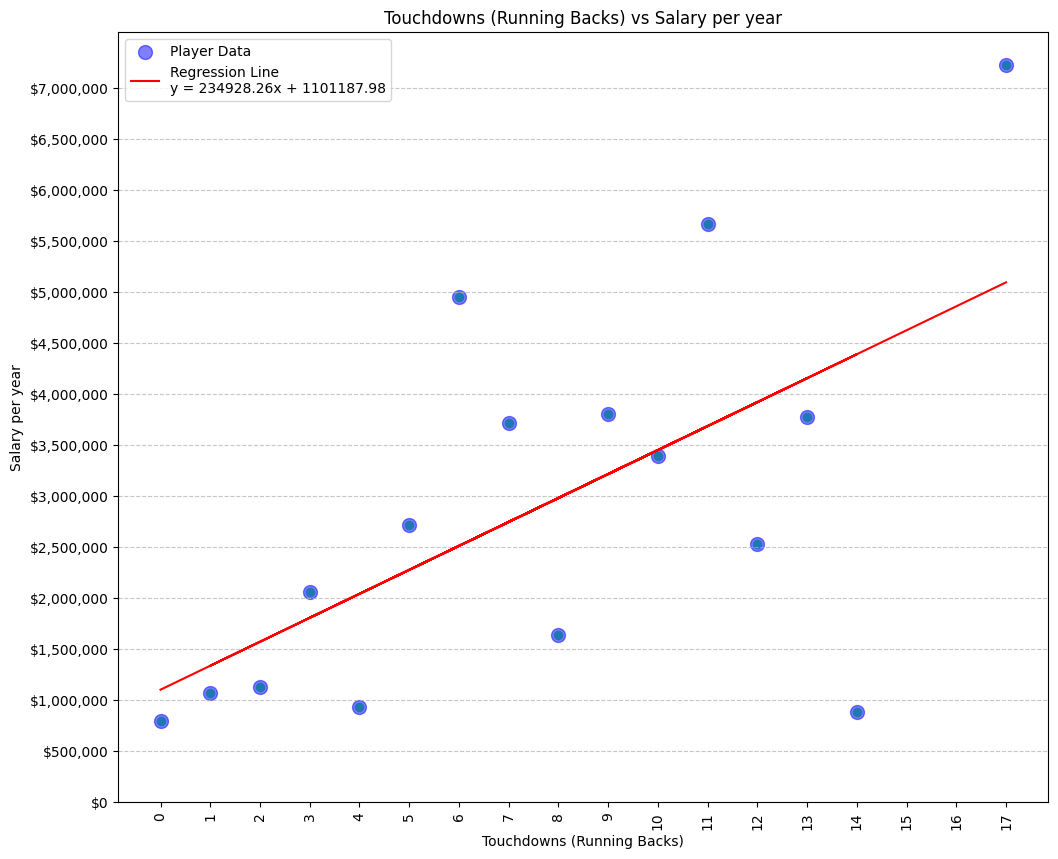 Touchdowns (Running Backs) vs Salary per year
Player Data
Regression Line
y = 234928.26x + 1101187.98
$7,000,000
$6,500,000
$6,000,000
$5,500,000
$5,000,000
$4,500,000
$4,000,000
$3,500,000
$3,000,000
$2,500,000
$2,000,000
$1,500,000
$1,000,000
$500,000
$0
Salary per year
0 1 2 3 4 5 6 7 8 9 10 11 12 13 14 15 16 17
Touchdowns (Running Backs)